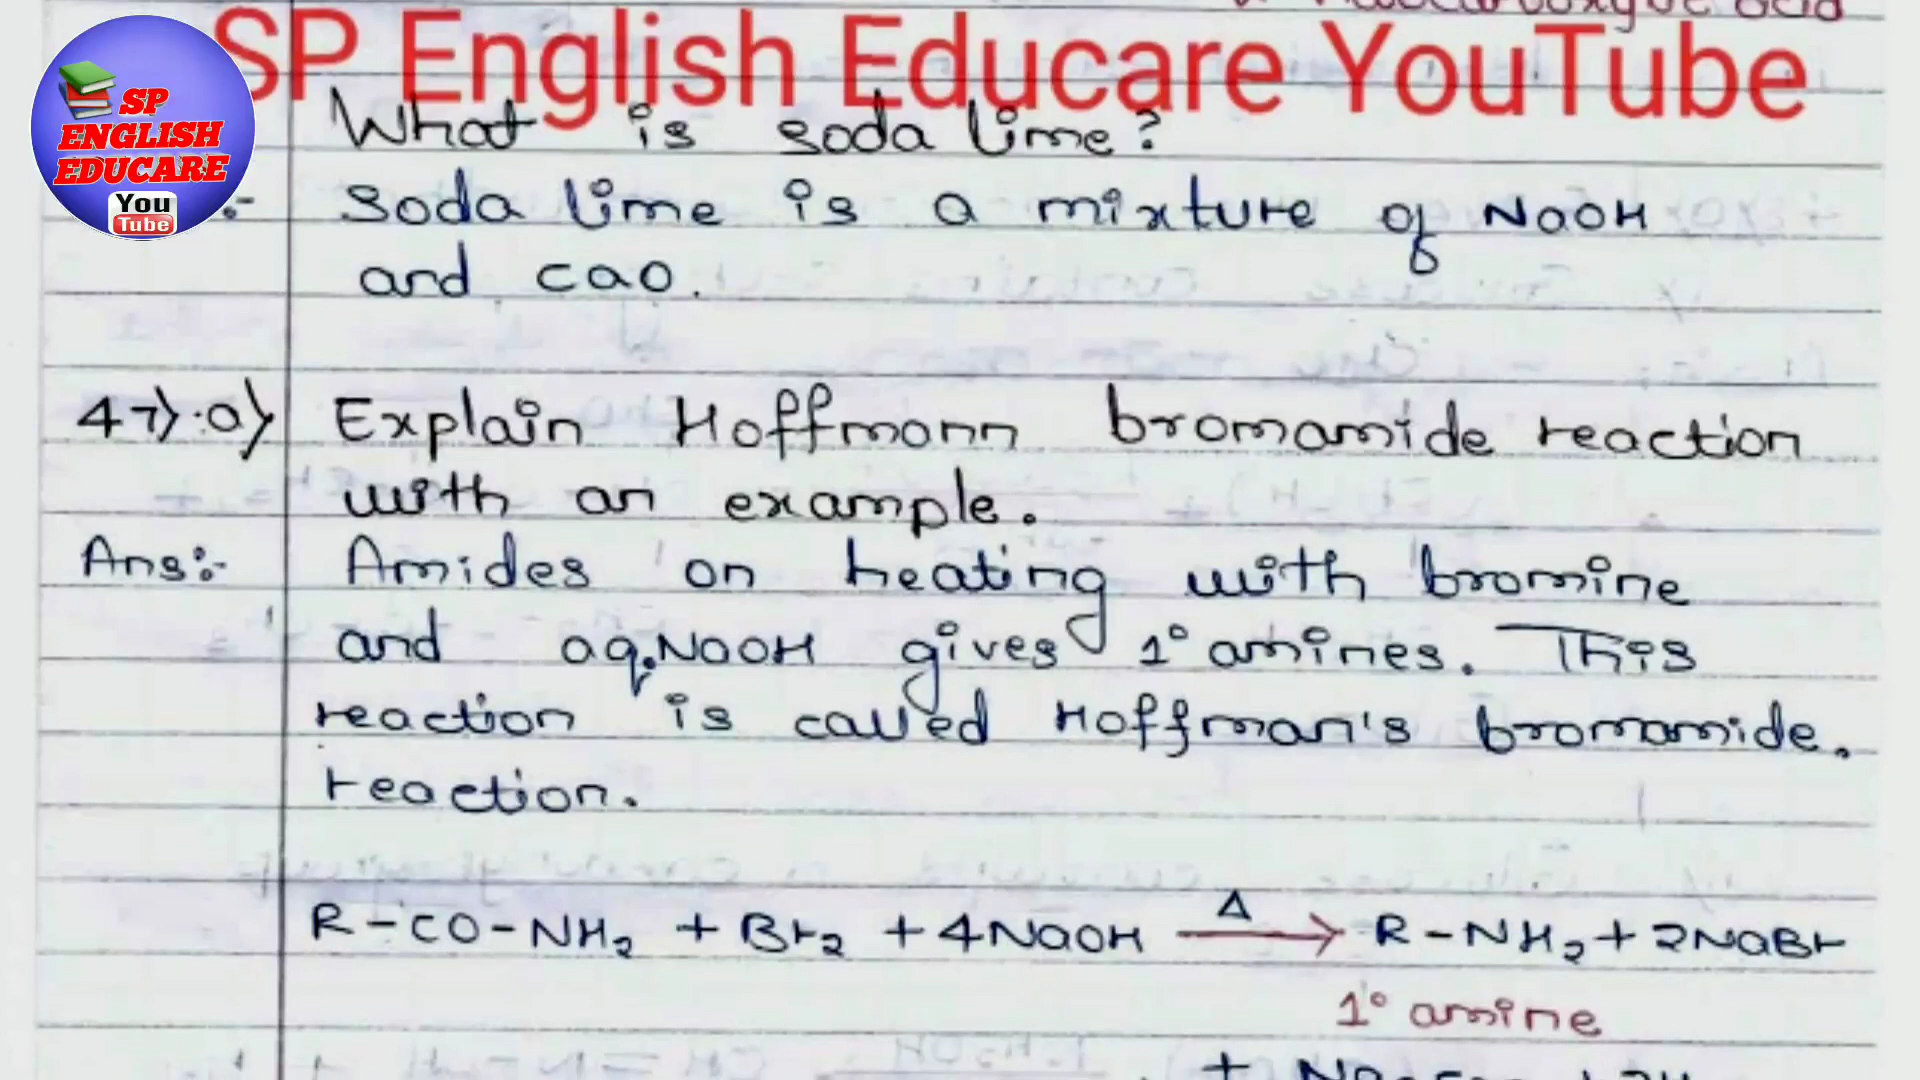 SP English Educare YouTube
SP
ENGLISH
EDUCARE
You
Tube
What is soda lime?
:- Soda lime is a mixture of NaOH
and cao.
47) a) Explain Hoffmann bromamide reaction
with an example.
Ans:- Amides on heating with bromine
and aq.NaOH gives 1° amines. This
reaction is called Hoffman's bromamide.
reaction.
R-CO-NH₂ + Br₂ + 4NaOH Δ → R-NH₂ + 2NaBr
1° amine